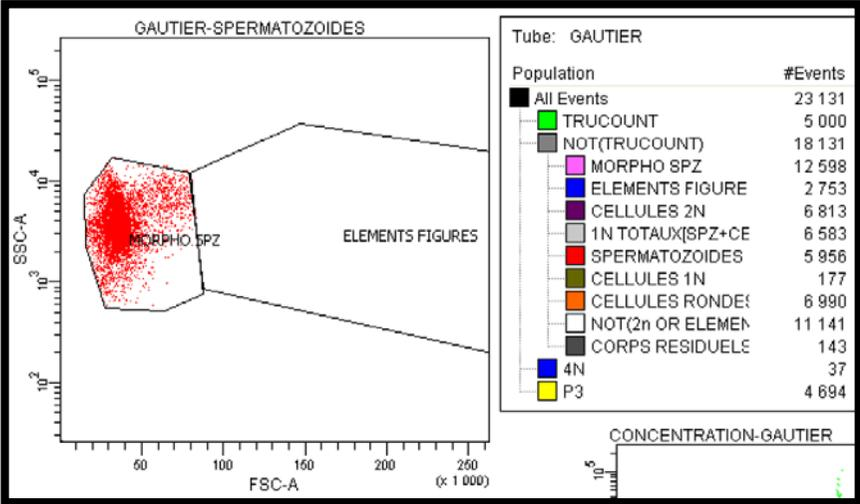 GAUTIER-SPERMATOZOIDES
SSC-A
10^5
10^4
10^3
10^2
MORPHO SPZ
ELEMENTS FIGURES
50 100 150 200 250
FSC-A (x 1 000)
Tube: GAUTIER
Population #Events
All Events 23 131
TRUCOUNT 5 000
NOT(TRUCOUNT) 18 131
MORPHO SPZ 12 598
ELEMENTS FIGURE 2 753
CELLULES 2N 6 813
1N TOTAUX[SPZ+CE 6 583
SPERMATOZOIDES 5 956
CELLULES 1N 177
CELLULES RONDES 6 990
NOT(2n OR ELEMEN 11 141
CORPS RESIDUELS 143
4N 37
P3 4 694
CONCENTRATION-GAUTIER
10^5